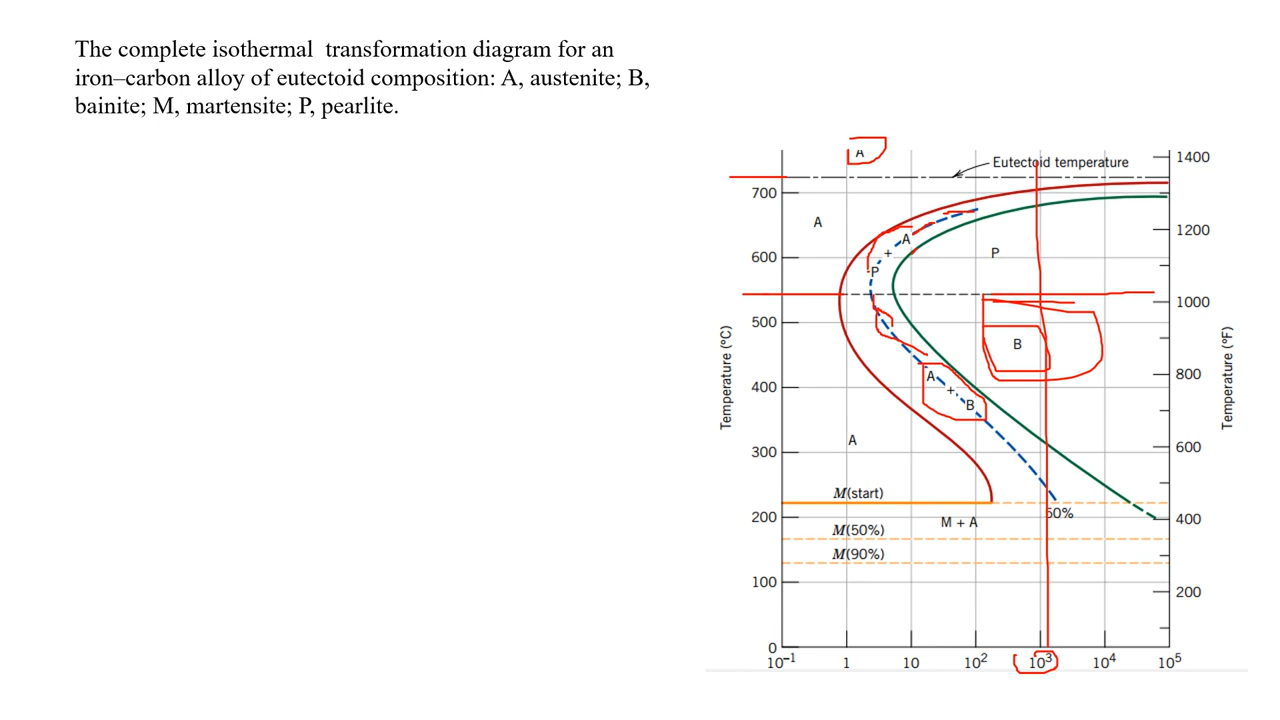 The complete isothermal  transformation diagram for an
iron–carbon alloy of eutectoid composition: A, austenite; B,
bainite; M, martensite; P, pearlite.
A
Eutectoid temperature
1400
700
A
1200
A
+
P
600
P
1000
500
B
Temperature (°C)
Temperature (°F)
800
A
+
B
400
A
600
300
M(start)
50%
200
M + A
400
M(50%)
M(90%)
100
200
0
10⁻¹ 1 10 10² 10³ 10⁴ 10⁵